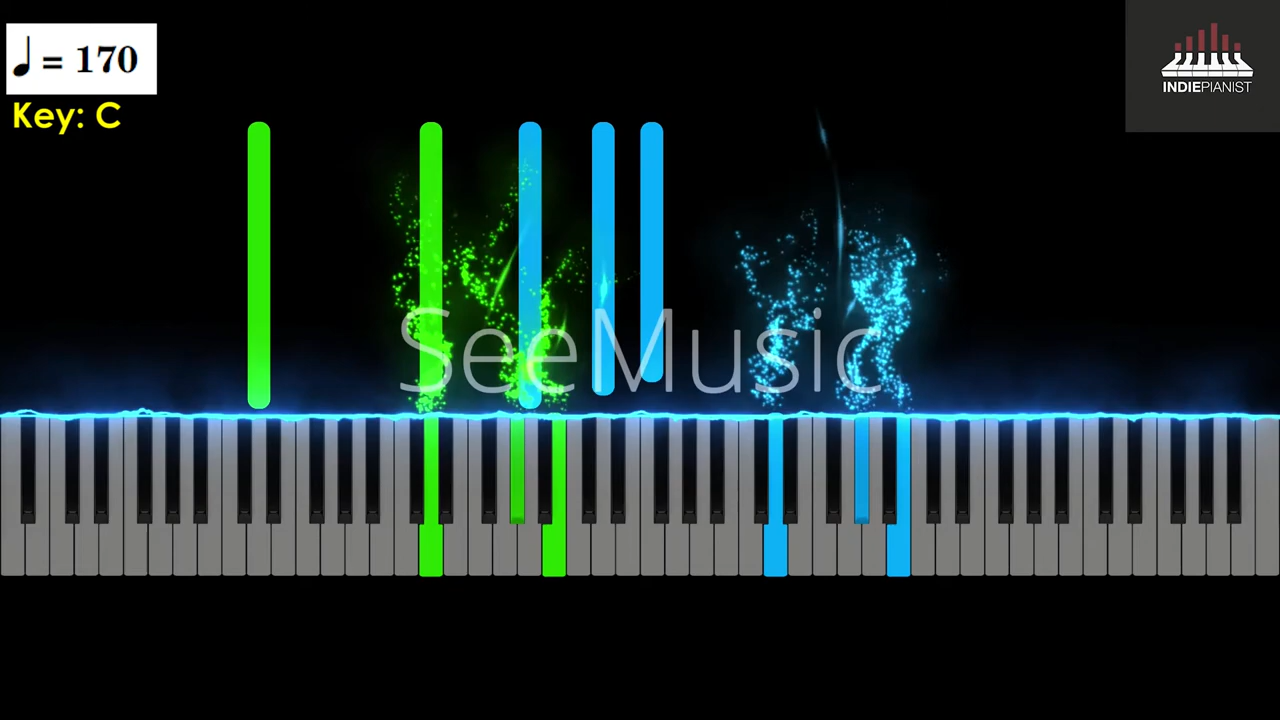 ♩ = 170
Key: C
INDIEPIANIST
SeeMusic